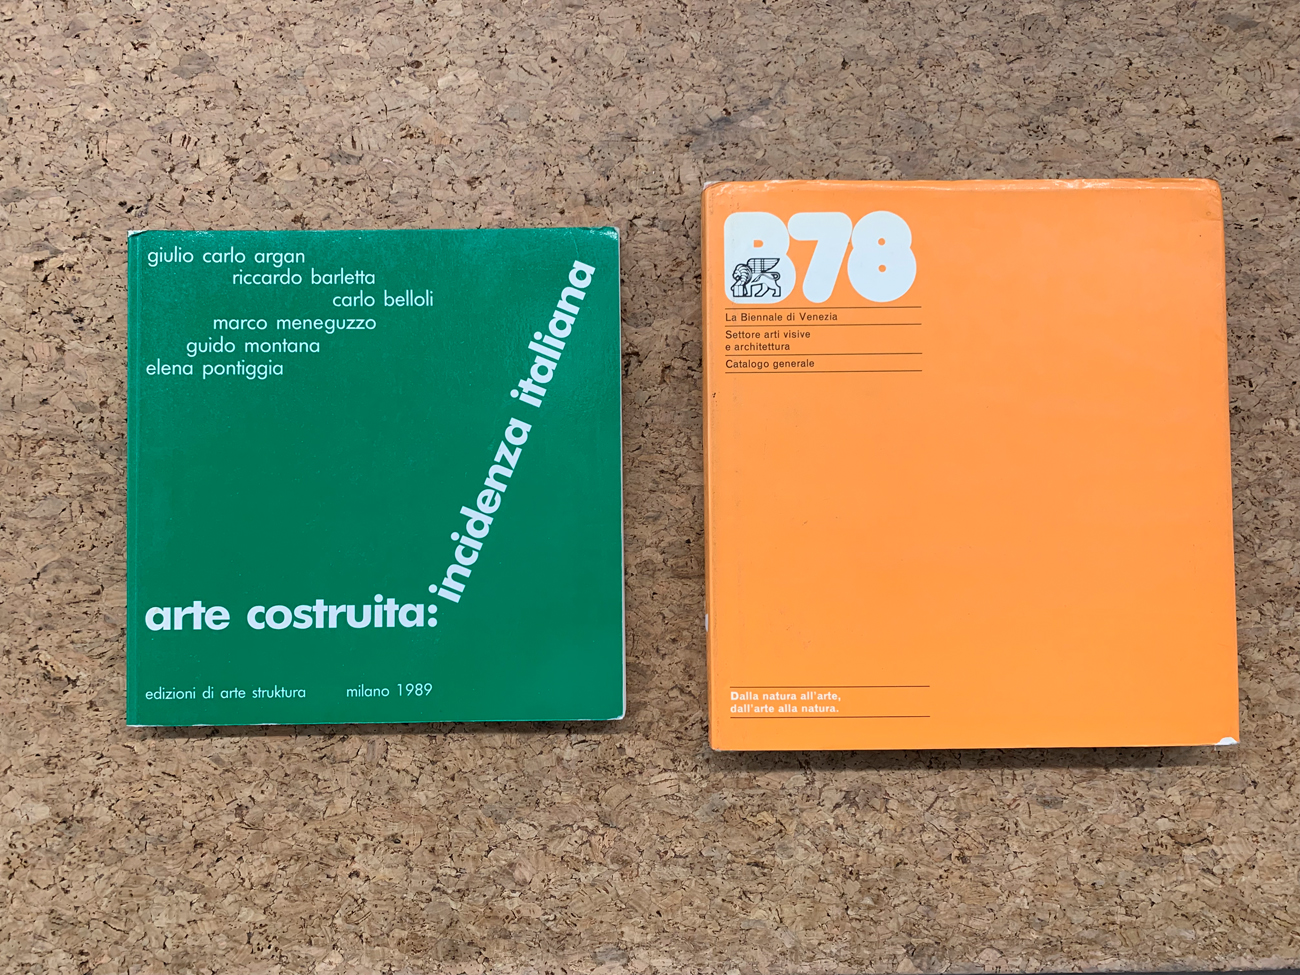 giulio carlo argan
riccardo barletta
carlo belloli
marco meneguzzo
guido montana
elena pontiggia
arte costruita:
incidenza italiana
edizioni di arte struktura milano 1989
B78
La Biennale di Venezia
Settore arti visive
e architettura
Catalogo generale
Dalla natura all'arte,
dall'arte alla natura.